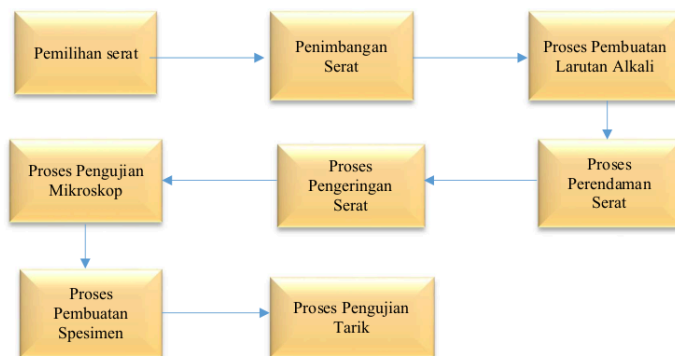 Pemilihan serat
Penimbangan
Serat
Proses Pembuatan
Larutan Alkali
Proses
Perendaman
Serat
Proses
Pengeringan
Serat
Proses Pengujian
Mikroskop
Proses
Pembuatan
Spesimen
Proses Pengujian
Tarik